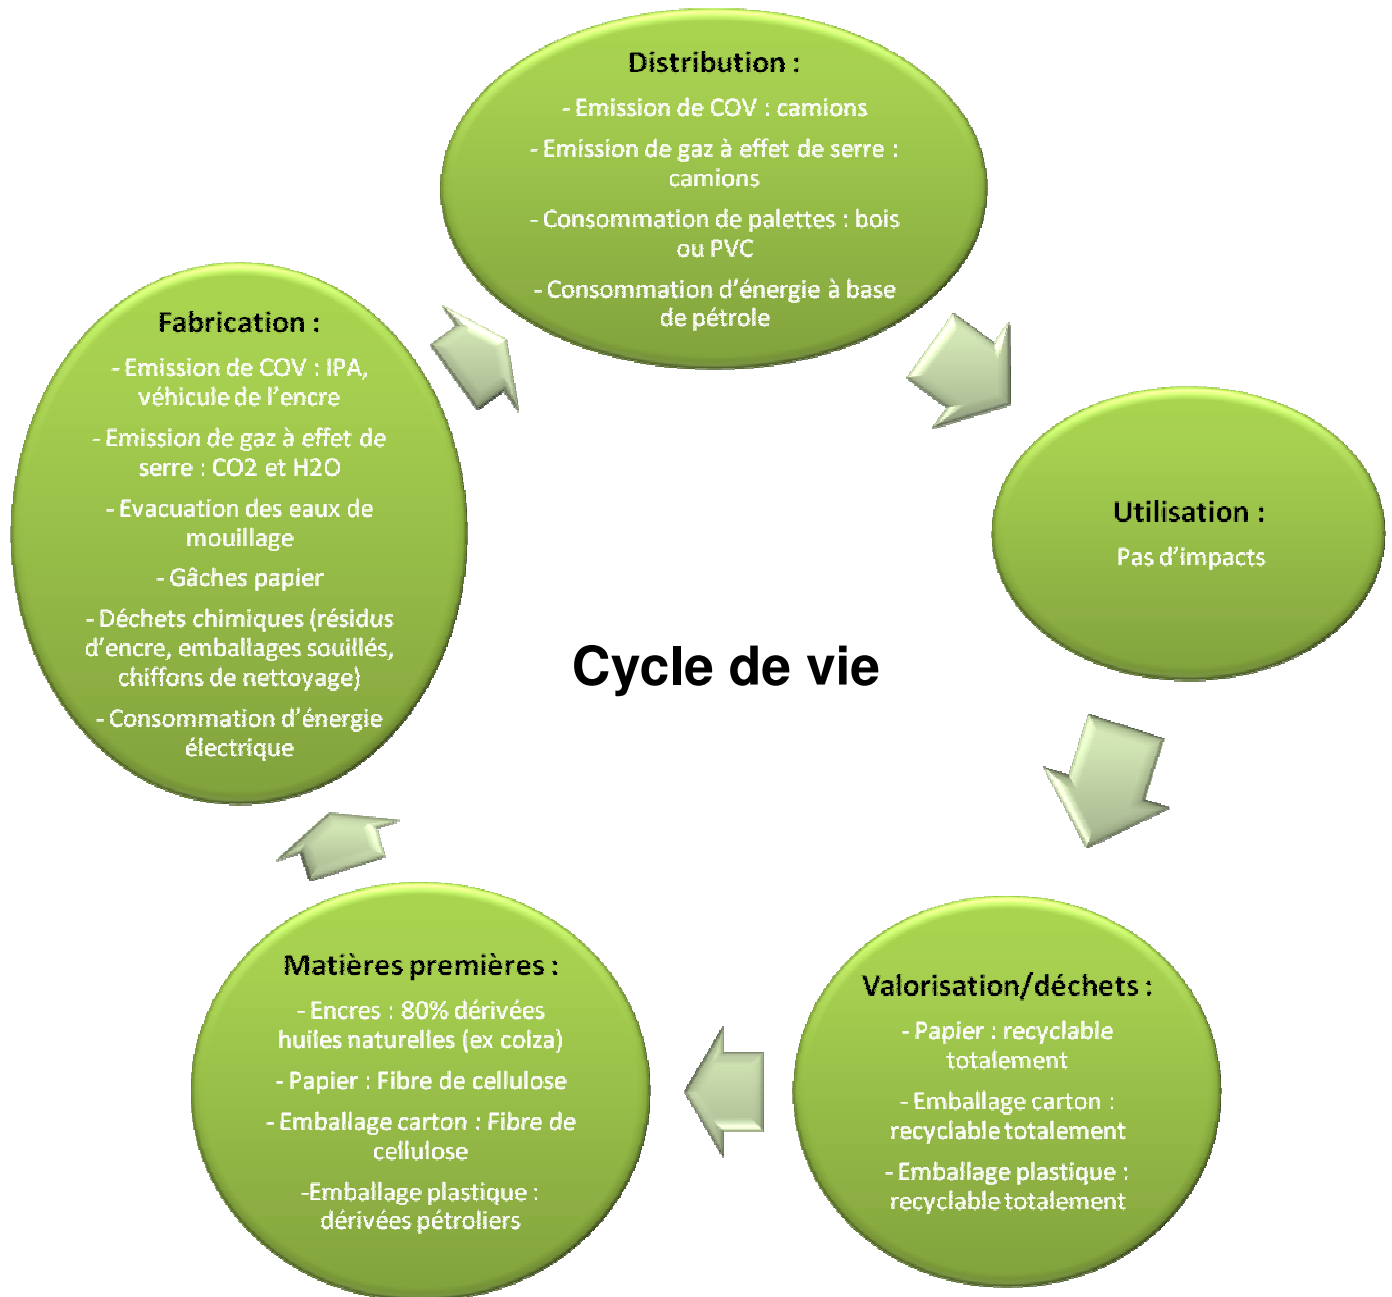 Distribution :
- Emission de COV : camions
- Emission de gaz à effet de serre :
camions
- Consommation de palettes : bois
ou PVC
- Consommation d'énergie à base
de pétrole
Fabrication :
- Emission de COV : IPA,
véhicule de l'encre
- Emission de gaz à effet de
serre : CO2 et H2O
- Evacuation des eaux de
mouillage
- Gâches papier
- Déchets chimiques (résidus
d'encre, emballages souillés,
chiffons de nettoyage)
- Consommation d'énergie
électrique
Utilisation :
Pas d'impacts
Cycle de vie
Matières premières :
- Encres : 80% dérivées
huiles naturelles (ex colza)
- Papier : Fibre de cellulose
- Emballage carton : Fibre de
cellulose
-Emballage plastique :
dérivées pétroliers
Valorisation/déchets :
- Papier : recyclable
totalement
- Emballage carton :
recyclable totalement
- Emballage plastique :
recyclable totalement